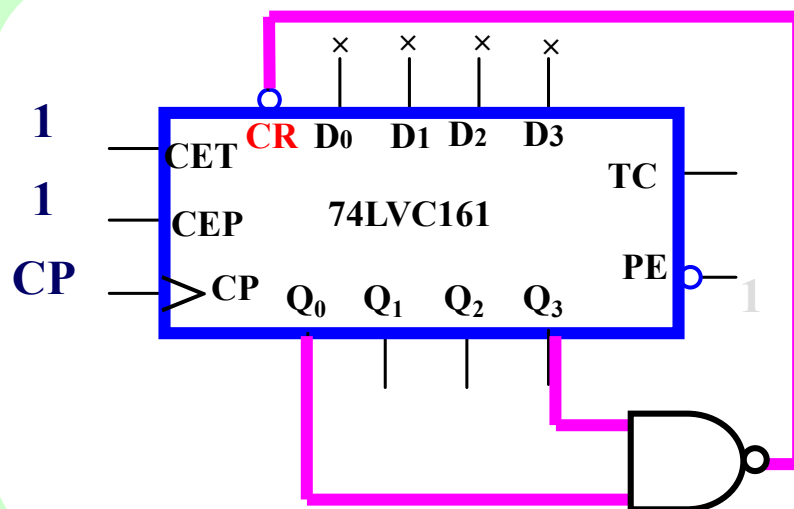 × × × ×
1
CR D0 D1 D2 D3
CET
TC
1
74LVC161
CEP
PE
CP
CP
1
Q0 Q1 Q2 Q3